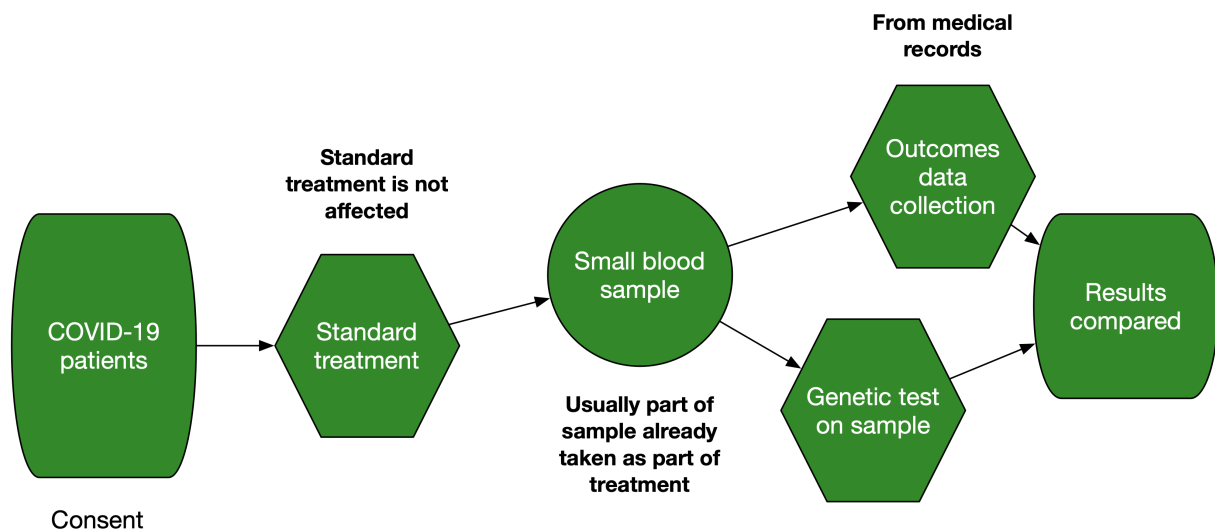 COVID-19
patients
Consent
Standard
treatment is not
affected
Standard
treatment
Small blood
sample
Usually part of
sample already
taken as part of
treatment
From medical
records
Outcomes
data
collection
Genetic test
on sample
Results
compared